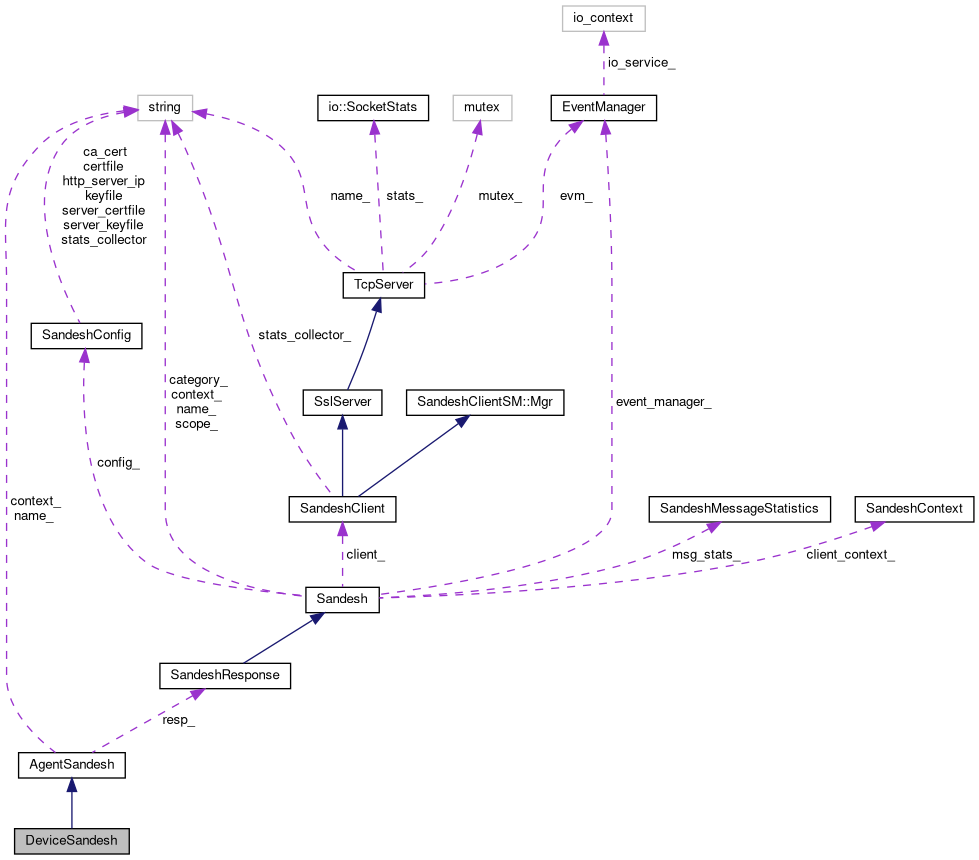 io_context
io_service_
string
io::SocketStats
mutex
EventManager
ca_cert
certfile
http_server_ip
keyfile
server_certfile
server_keyfile
stats_collector
name_
stats_
mutex_
evm_
TcpServer
SandeshConfig
stats_collector_
category_
context_
name_
scope_
SslServer
SandeshClientSM::Mgr
event_manager_
config_
context_
name_
SandeshClient
SandeshMessageStatistics
SandeshContext
client_
msg_stats_
client_context_
Sandesh
SandeshResponse
resp_
AgentSandesh
DeviceSandesh